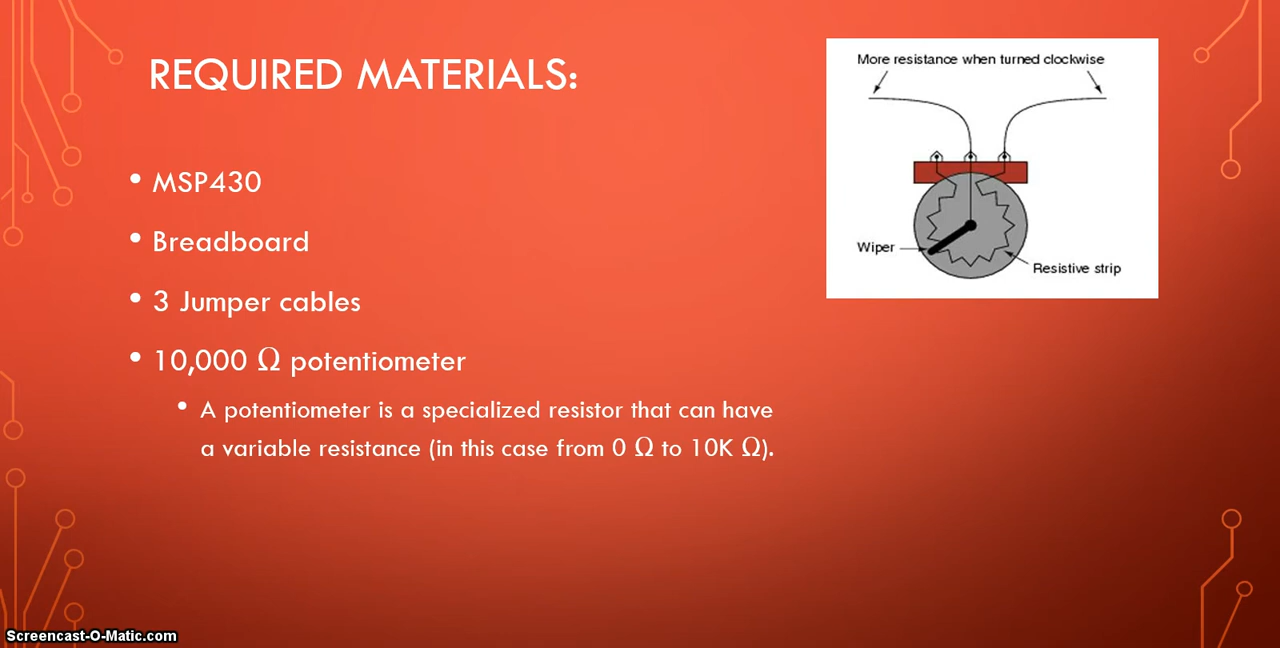 REQUIRED MATERIALS:
• MSP430
• Breadboard
• 3 Jumper cables
• 10,000 Ω potentiometer
• A potentiometer is a specialized resistor that can have
a variable resistance (in this case from 0 Ω to 10K Ω).
More resistance when turned clockwise
Wiper
Resistive strip
Screencast-O-Matic.com